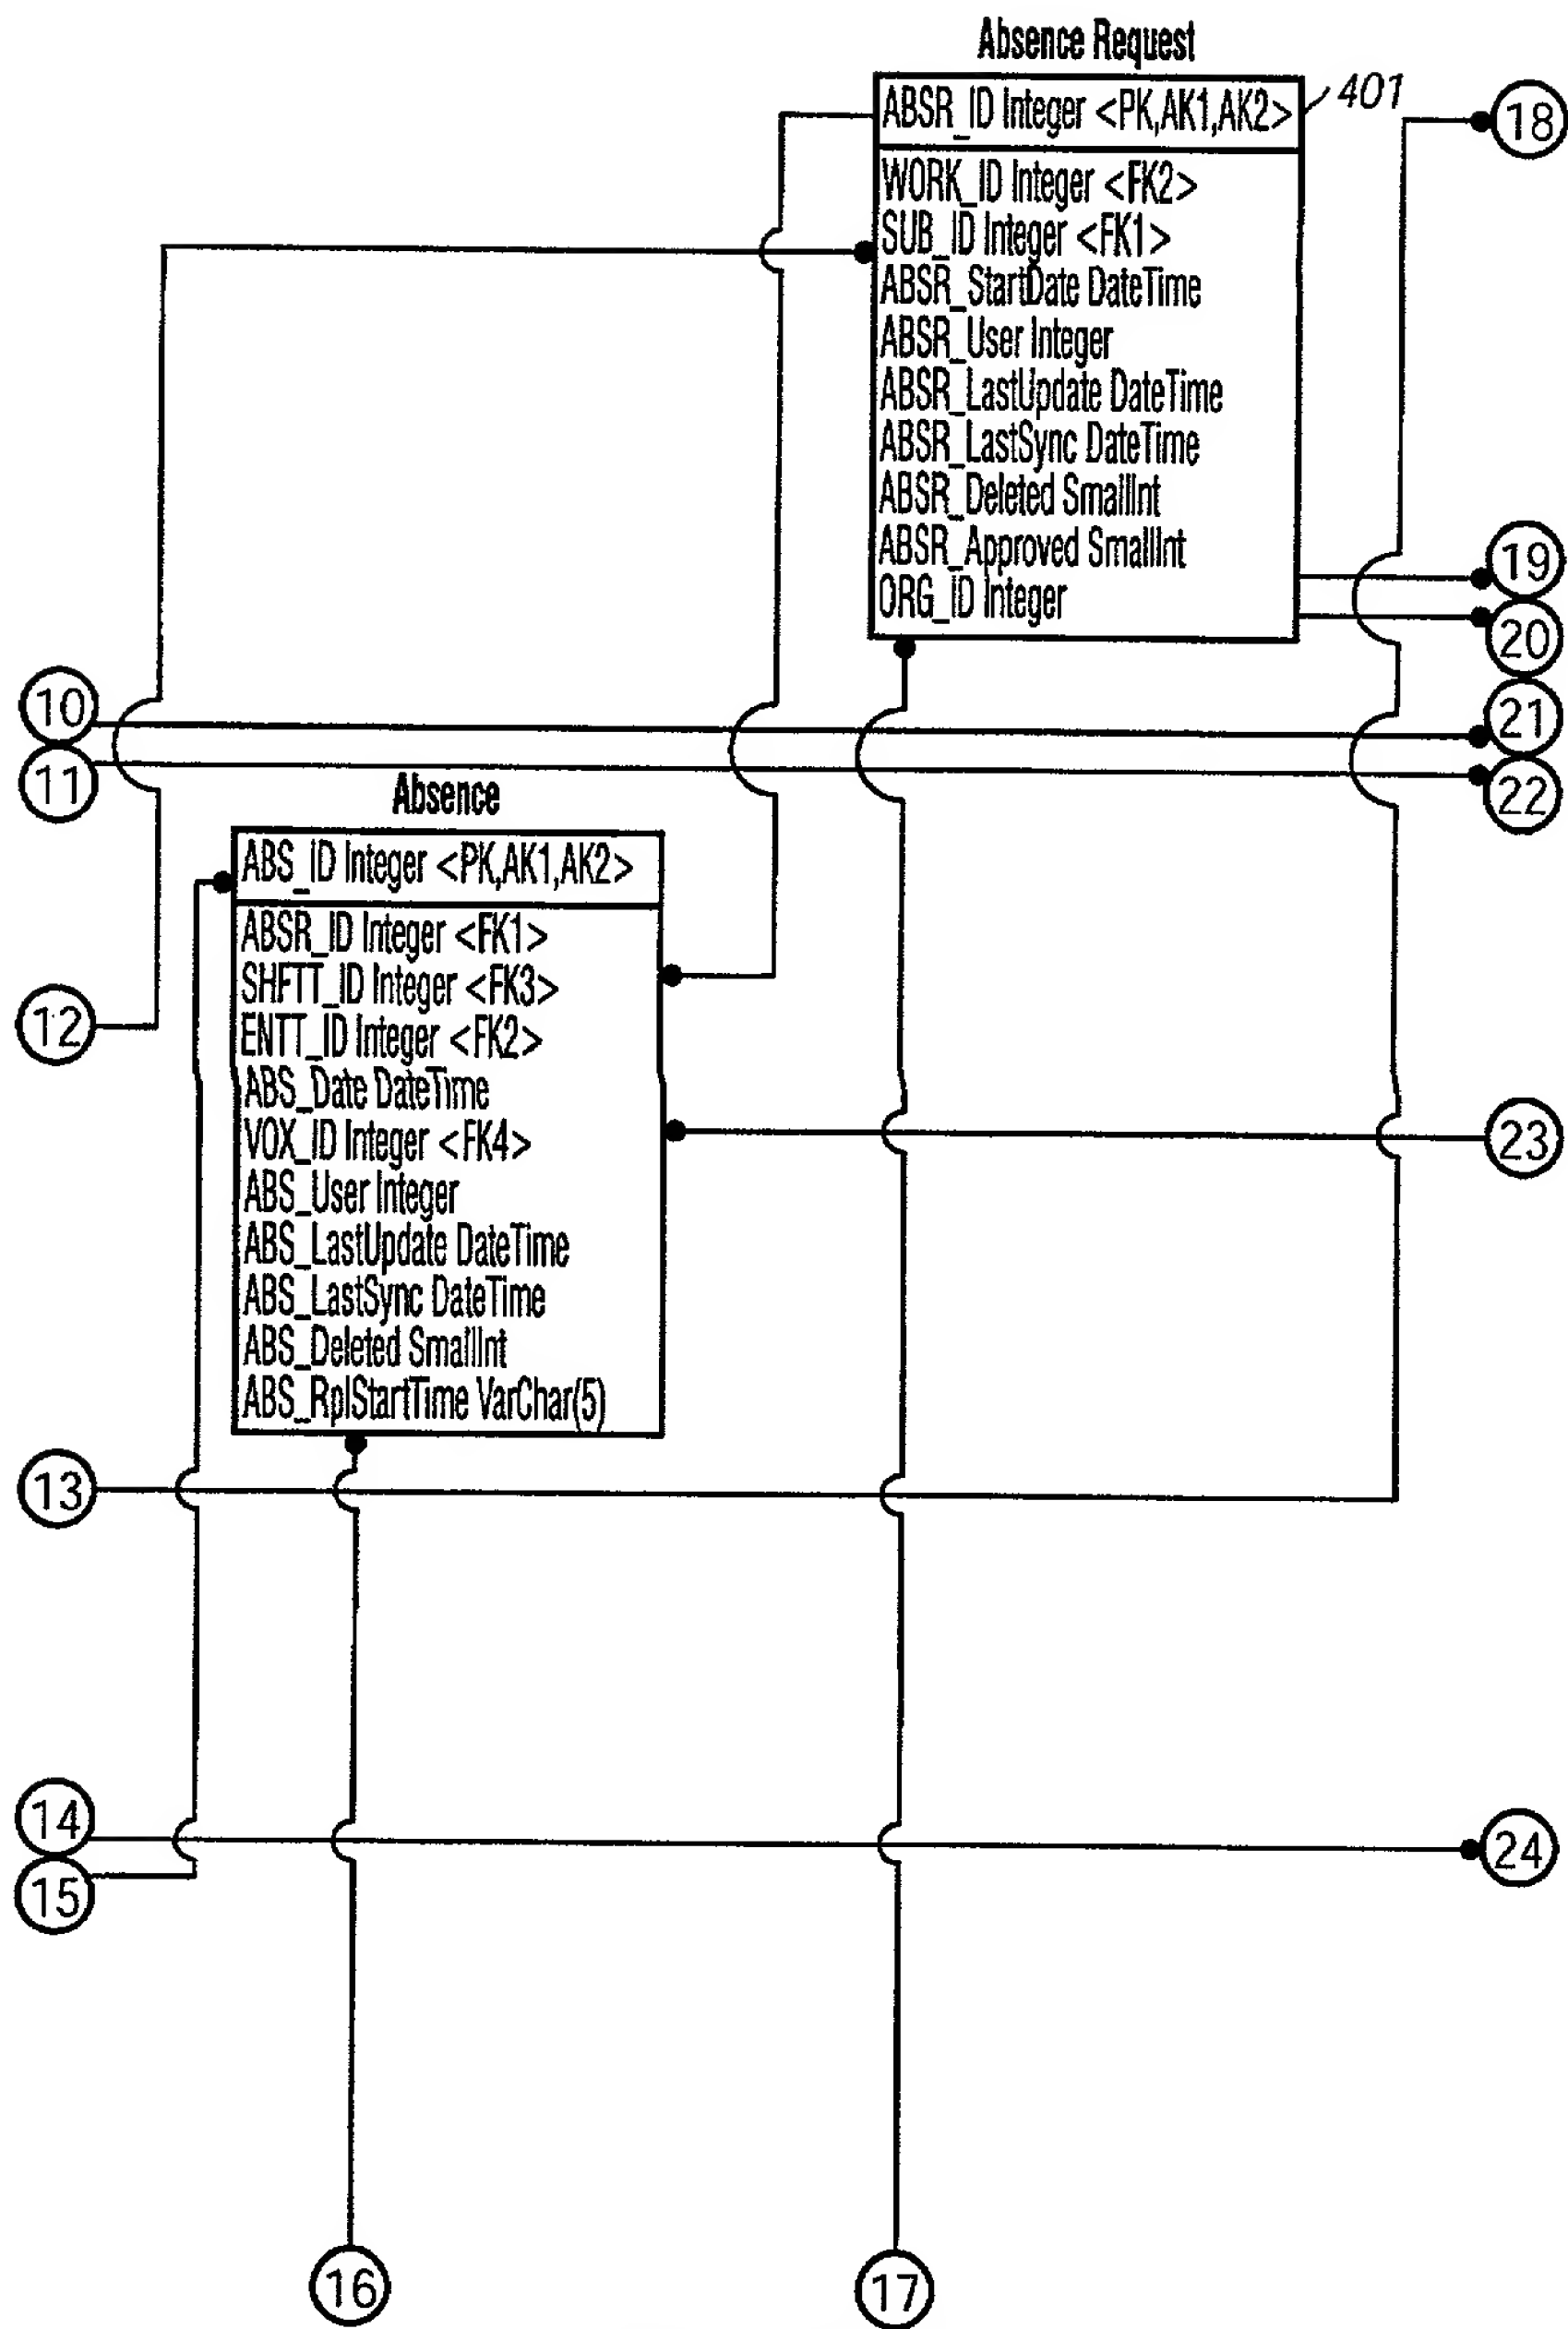 Absence Request
ABSR_ID Integer <PK,AK1,AK2>
401
18
WORK_ID Integer <FK2>
SUB_ID Integer <FK1>
ABSR_StartDate DateTime
ABSR_User Integer
ABSR_LastUpdate DateTime
ABSR_LastSync DateTime
ABSR_Deleted SmallInt
ABSR_Approved SmallInt
ORG_ID Integer
19
20
10
21
11
22
Absence
ABS_ID Integer <PK,AK1,AK2>
ABSR_ID Integer <FK1>
SHFTT_ID Integer <FK3>
ENTT_ID Integer <FK2>
ABS_Date DateTime
VOX_ID Integer <FK4>
ABS_User Integer
ABS_LastUpdate DateTime
ABS_LastSync DateTime
ABS_Deleted SmallInt
ABS_RplStartTime VarChar(5)
12
23
13
14
24
15
16
17